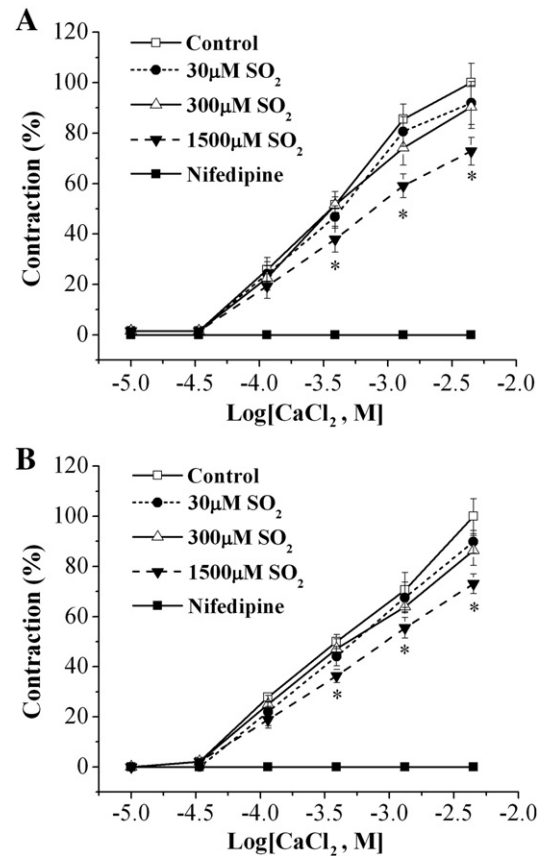 A
120
100
80
60
40
20
0
Contraction (%)
Control
30μM SO₂
300μM SO₂
1500μM SO₂
Nifedipine
*
*
*
-5.0 -4.5 -4.0 -3.5 -3.0 -2.5 -2.0
Log[CaCl₂ , M]
B
120
100
80
60
40
20
0
Contraction (%)
Control
30μM SO₂
300μM SO₂
1500μM SO₂
Nifedipine
*
*
*
-5.0 -4.5 -4.0 -3.5 -3.0 -2.5 -2.0
Log[CaCl₂ , M]